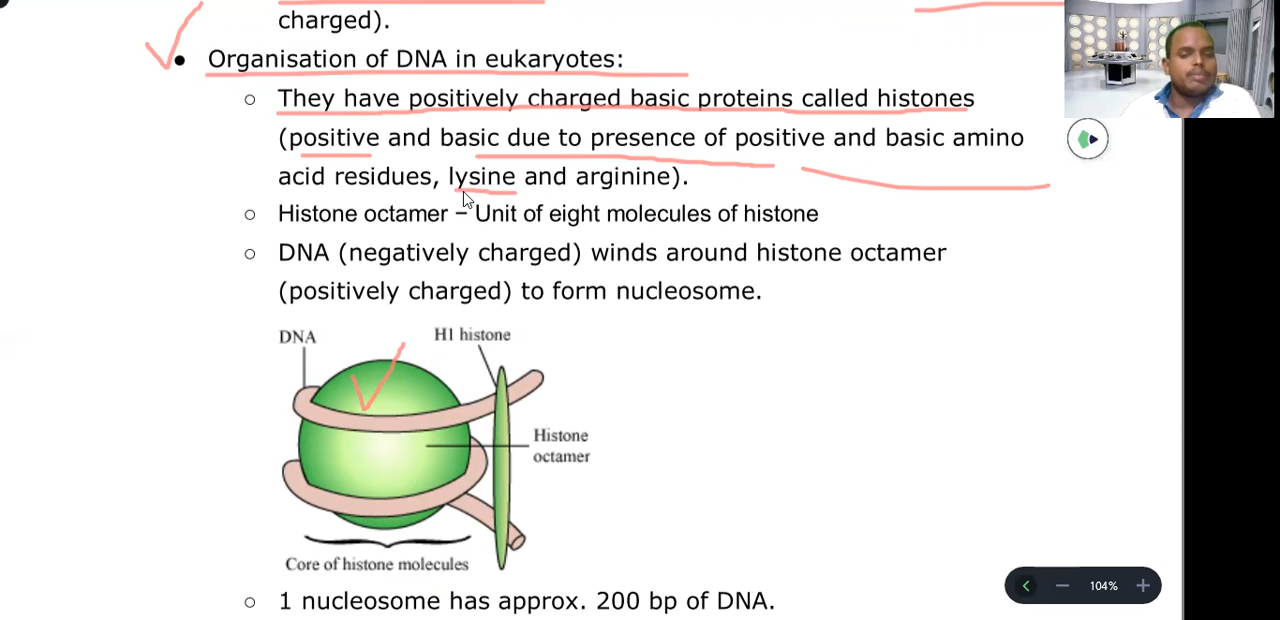 charged).
• Organisation of DNA in eukaryotes:
○ They have positively charged basic proteins called histones
(positive and basic due to presence of positive and basic amino
acid residues, lysine and arginine).
○ Histone octamer – Unit of eight molecules of histone
○ DNA (negatively charged) winds around histone octamer
(positively charged) to form nucleosome.
DNA
H1 histone
Histone
octamer
Core of histone molecules
○ 1 nucleosome has approx. 200 bp of DNA.
104%